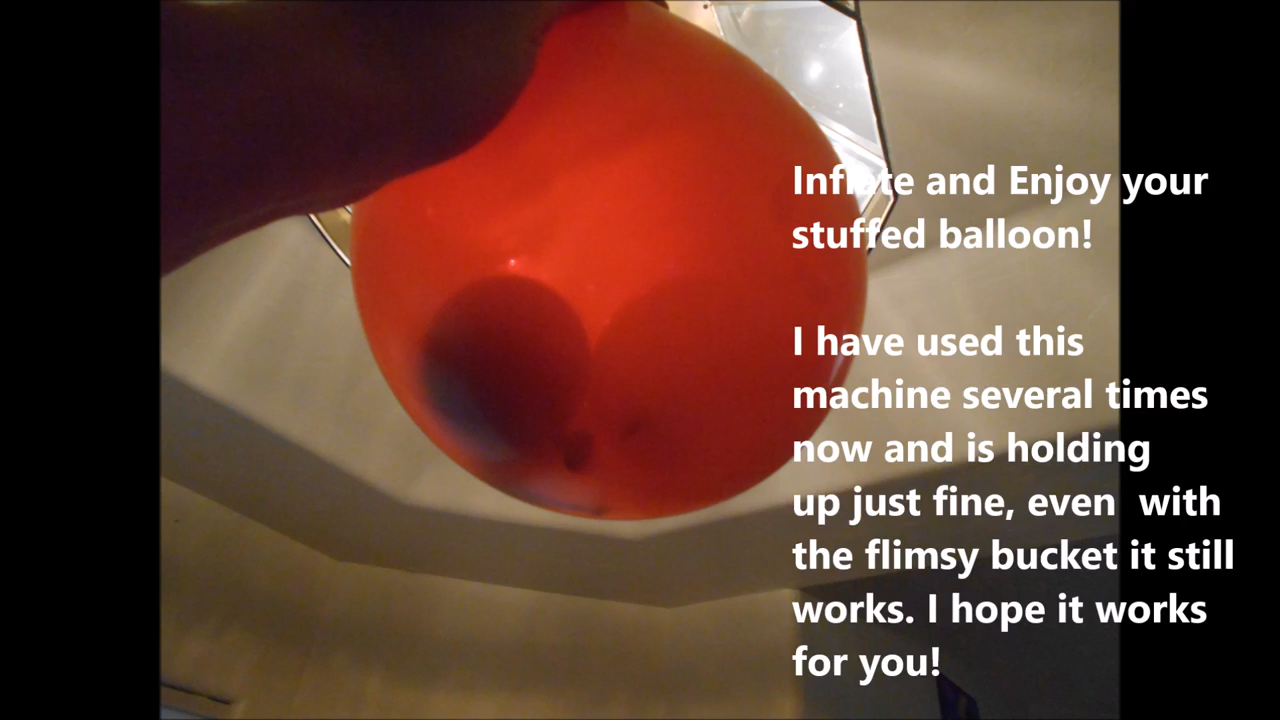 Inflate and Enjoy your
stuffed balloon!
I have used this
machine several times
now and is holding
up just fine, even  with
the flimsy bucket it still
works. I hope it works
for you!